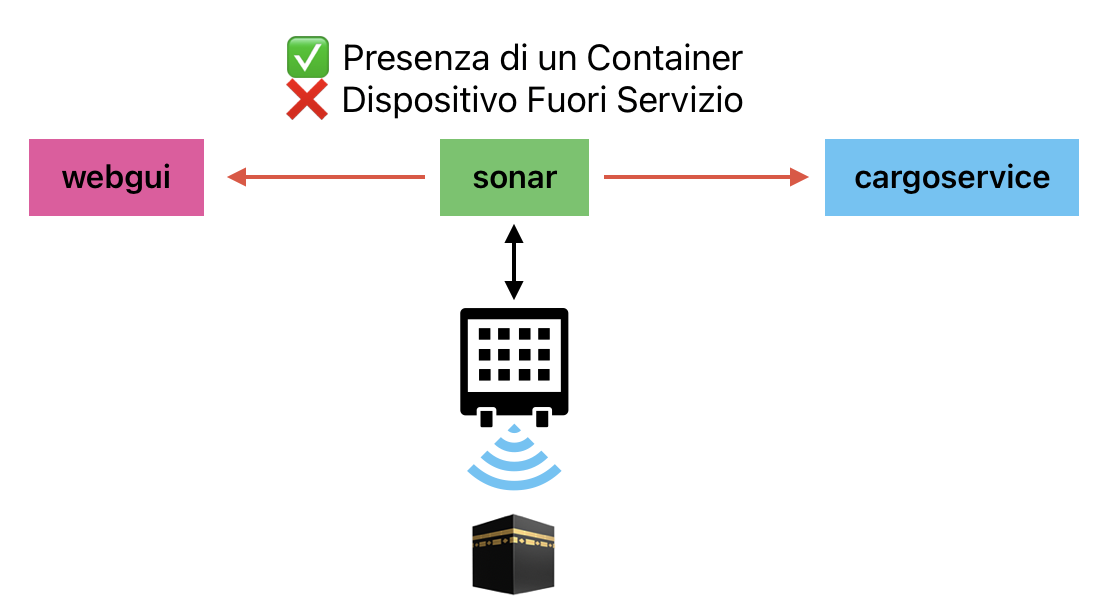 ✅ Presenza di un Container
❌ Dispositivo Fuori Servizio
webgui
sonar
cargoservice